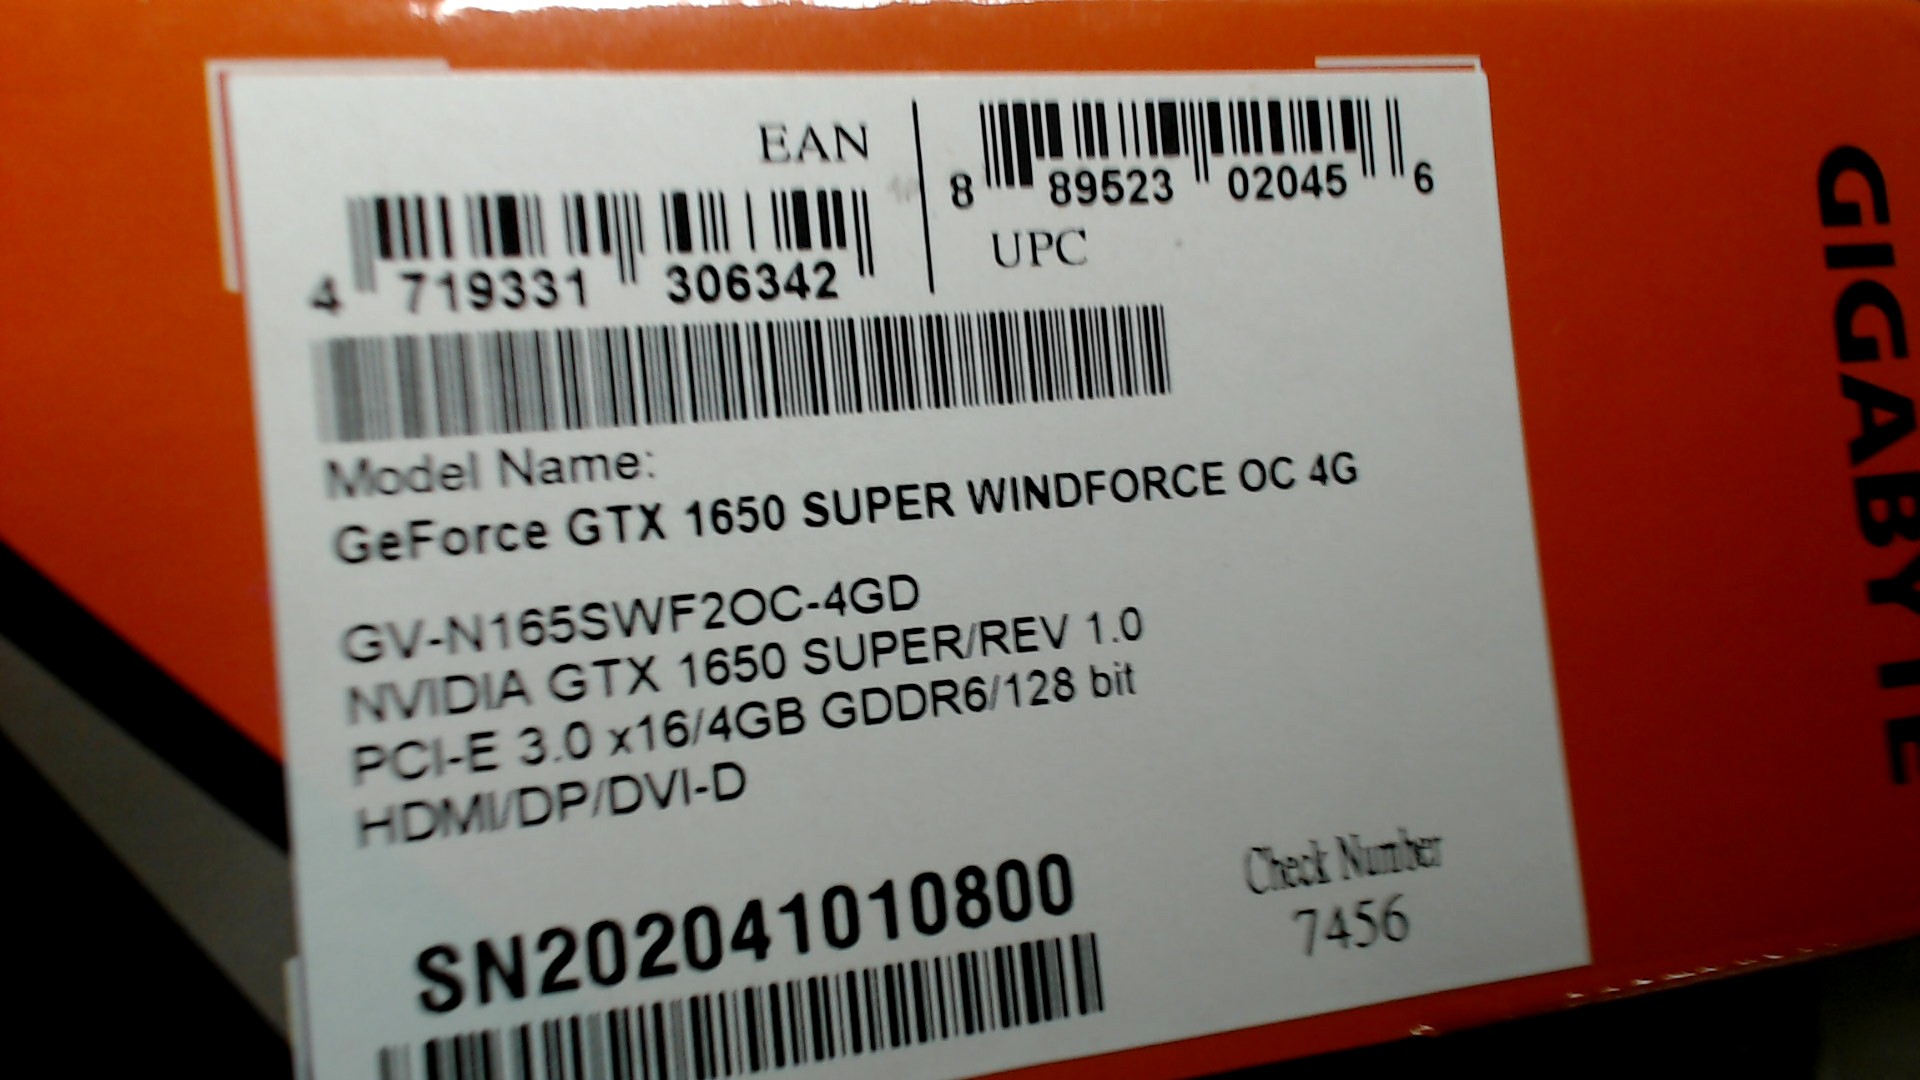 EAN
4 719331 306342
8 89523 02045 6
UPC
Model Name:
GeForce GTX 1650 SUPER WINDFORCE OC 4G
GV-N165SWF2OC-4GD
NVIDIA GTX 1650 SUPER/REV 1.0
PCI-E 3.0 x16/4GB GDDR6/128 bit
HDMI/DP/DVI-D
SN202041010800
Check Number
7456
GIGABYTE